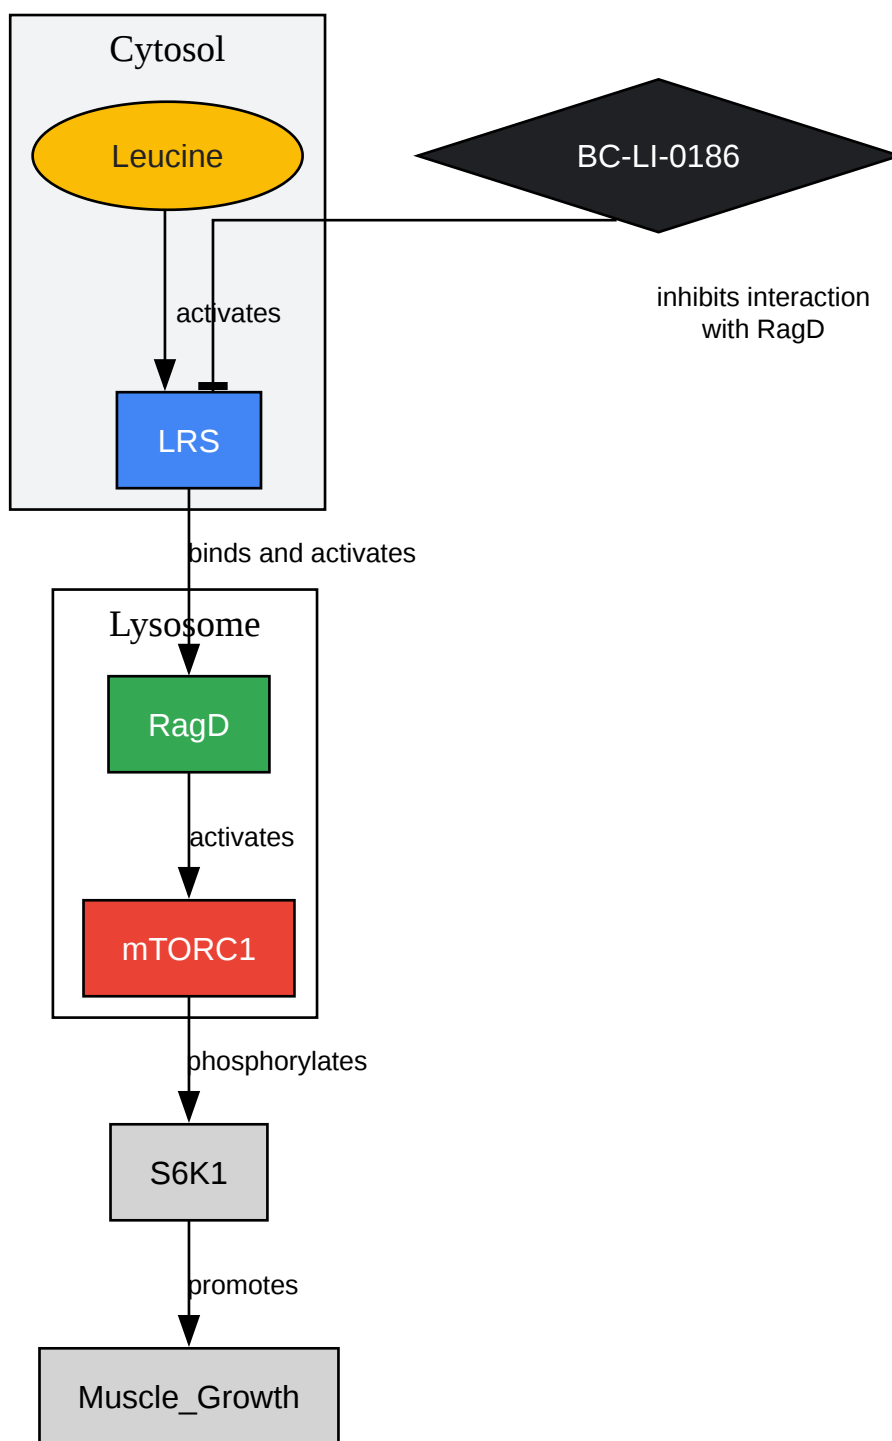 Cytosol
Leucine
BC-LI-0186
activates
inhibits interaction
with RagD
LRS
binds and activates
Lysosome
RagD
activates
mTORC1
phosphorylates
S6K1
promotes
Muscle_Growth